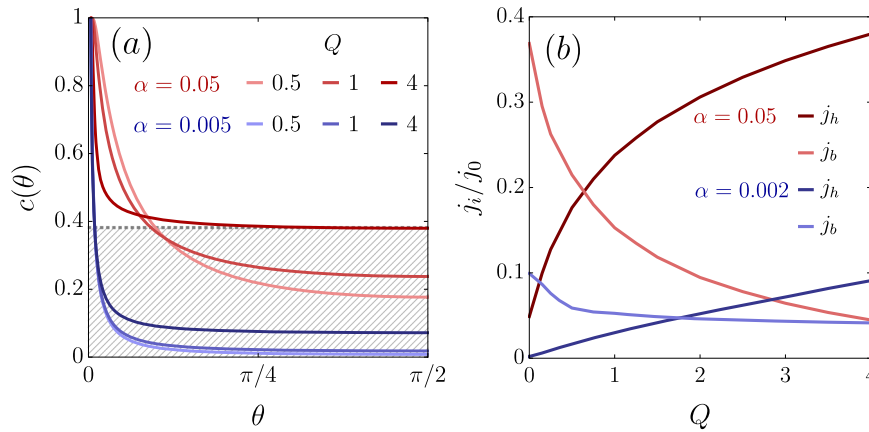 (a)
Q
α = 0.05 0.5 1 4
α = 0.005 0.5 1 4
1
0.8
0.6
0.4
0.2
0
c(θ)
0 π/4 π/2
θ
(b)
α = 0.05 j_h
j_b
α = 0.002 j_h
j_b
0.4
0.3
0.2
0.1
0
j_i/j_0
0 1 2 3 4
Q